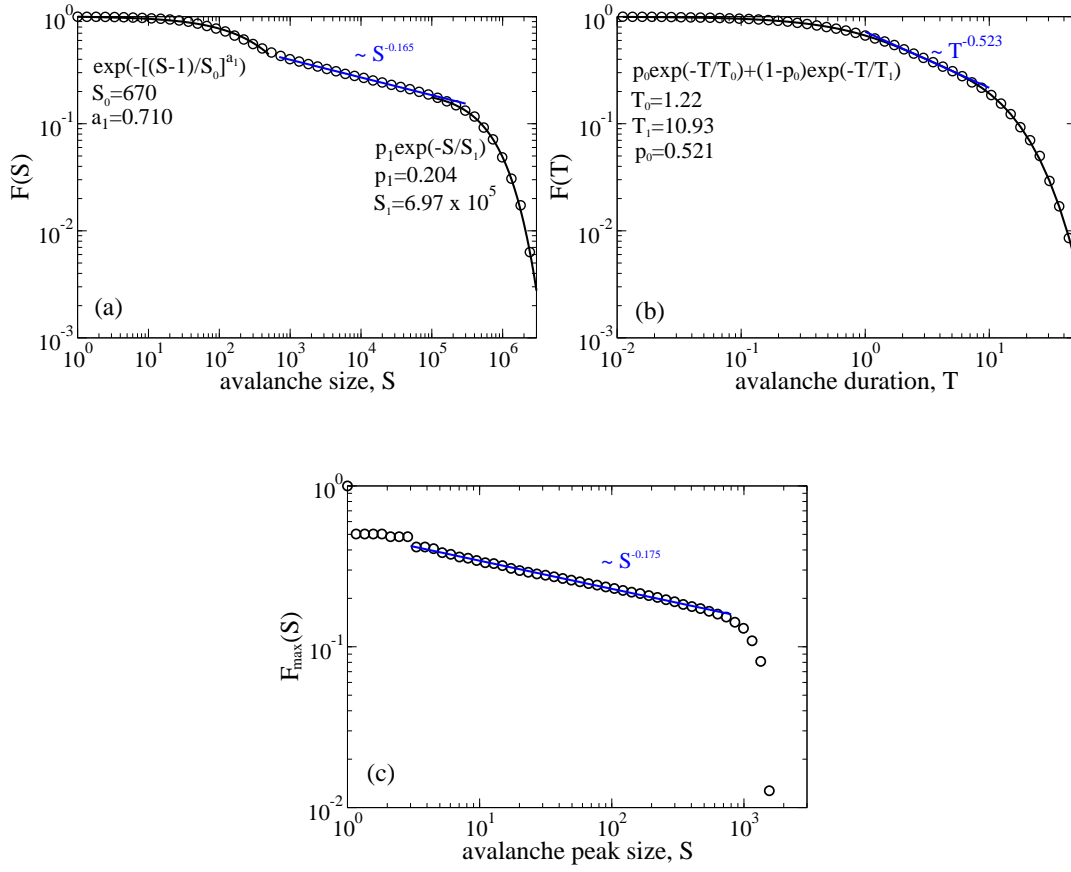 10^0
10^-1
10^-2
10^-3
F(S)
~ S^-0.165
exp(-[(S-1)/S_0]^a_1)
S_0=670
a_1=0.710
p_1exp(-S/S_1)
p_1=0.204
S_1=6.97 x 10^5
(a)
10^0 10^1 10^2 10^3 10^4 10^5 10^6
avalanche size, S
10^0
10^-1
10^-2
10^-3
F(T)
~ T^-0.523
p_0exp(-T/T_0)+(1-p_0)exp(-T/T_1)
T_0=1.22
T_1=10.93
p_0=0.521
(b)
10^-2 10^-1 10^0 10^1
avalanche duration, T
10^0
10^-1
10^-2
F_max(S)
~ S^-0.175
(c)
10^0 10^1 10^2 10^3
avalanche peak size, S